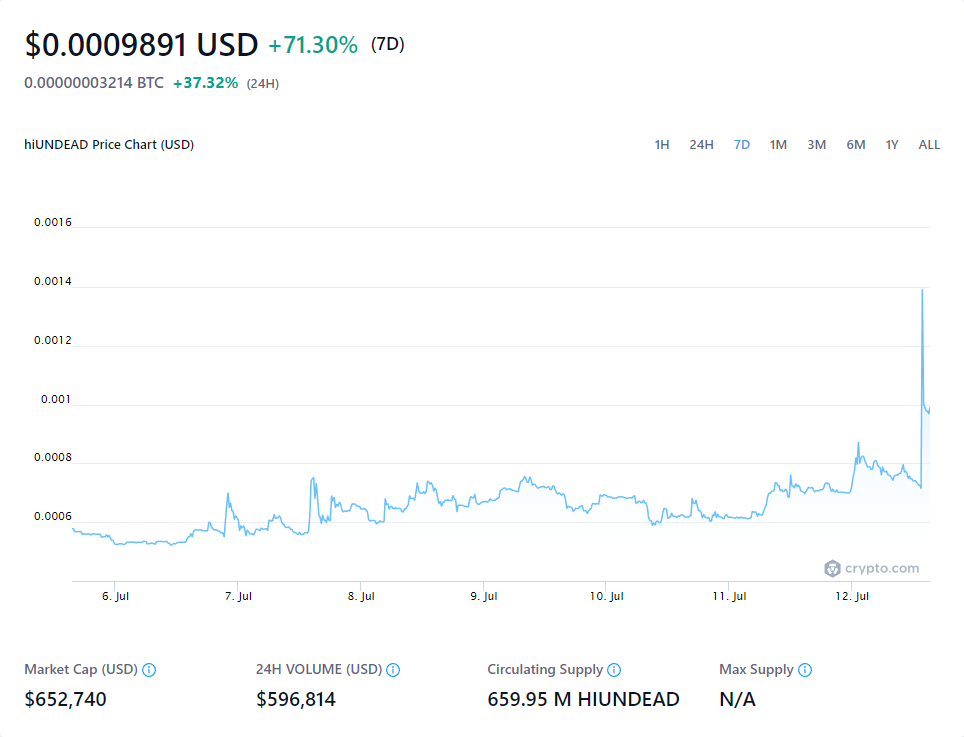 $0.0009891 USD +71.30% (7D)
0.00000003214 BTC +37.32% (24H)
hiUNDEAD Price Chart (USD) 1H 24H 7D 1M 3M 6M 1Y ALL
0.0016
0.0014
0.0012
0.001
0.0008
0.0006
crypto.com
6. Jul 7. Jul 8. Jul 9. Jul 10. Jul 11. Jul 12. Jul
Market Cap (USD) 24H VOLUME (USD) Circulating Supply Max Supply
$652,740 $596,814 659.95 M HIUNDEAD N/A